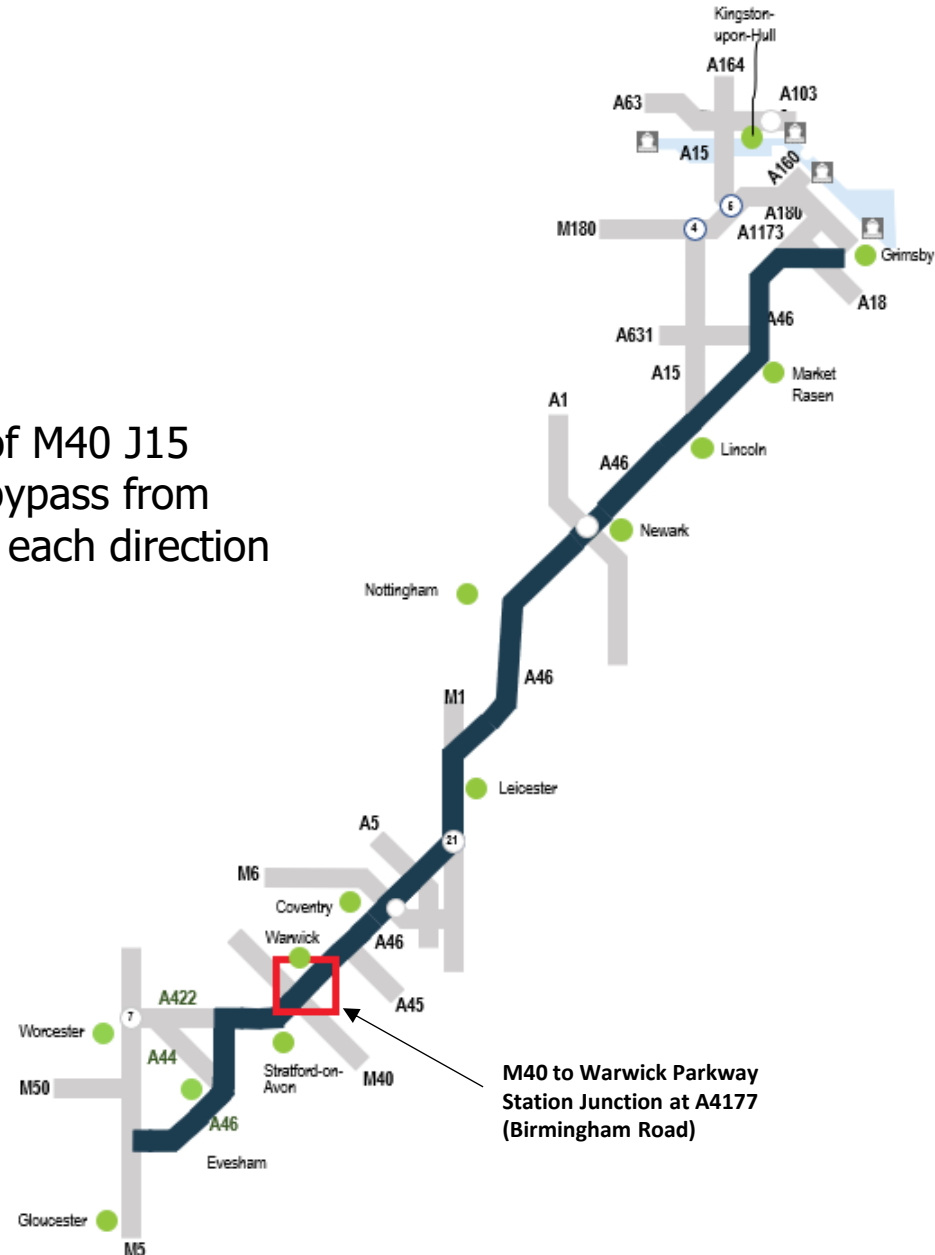 Kingston-
upon-Hull
A164
A63
A103
A15
A160
A180
M180
4
6
A1173
Grimsby
A18
A46
A631
A15
Market
Rasen
A1
of M40 J15
bypass from
each direction
Lincoln
A46
Newark
Nottingham
A46
M1
Leicester
A5
21
M6
Coventry
A46
Warwick
A45
A422
7
Worcester
A44
Stratford-on-
Avon
M40
M50
A46
Evesham
M40 to Warwick Parkway
Station Junction at A4177
(Birmingham Road)
Gloucester
M5